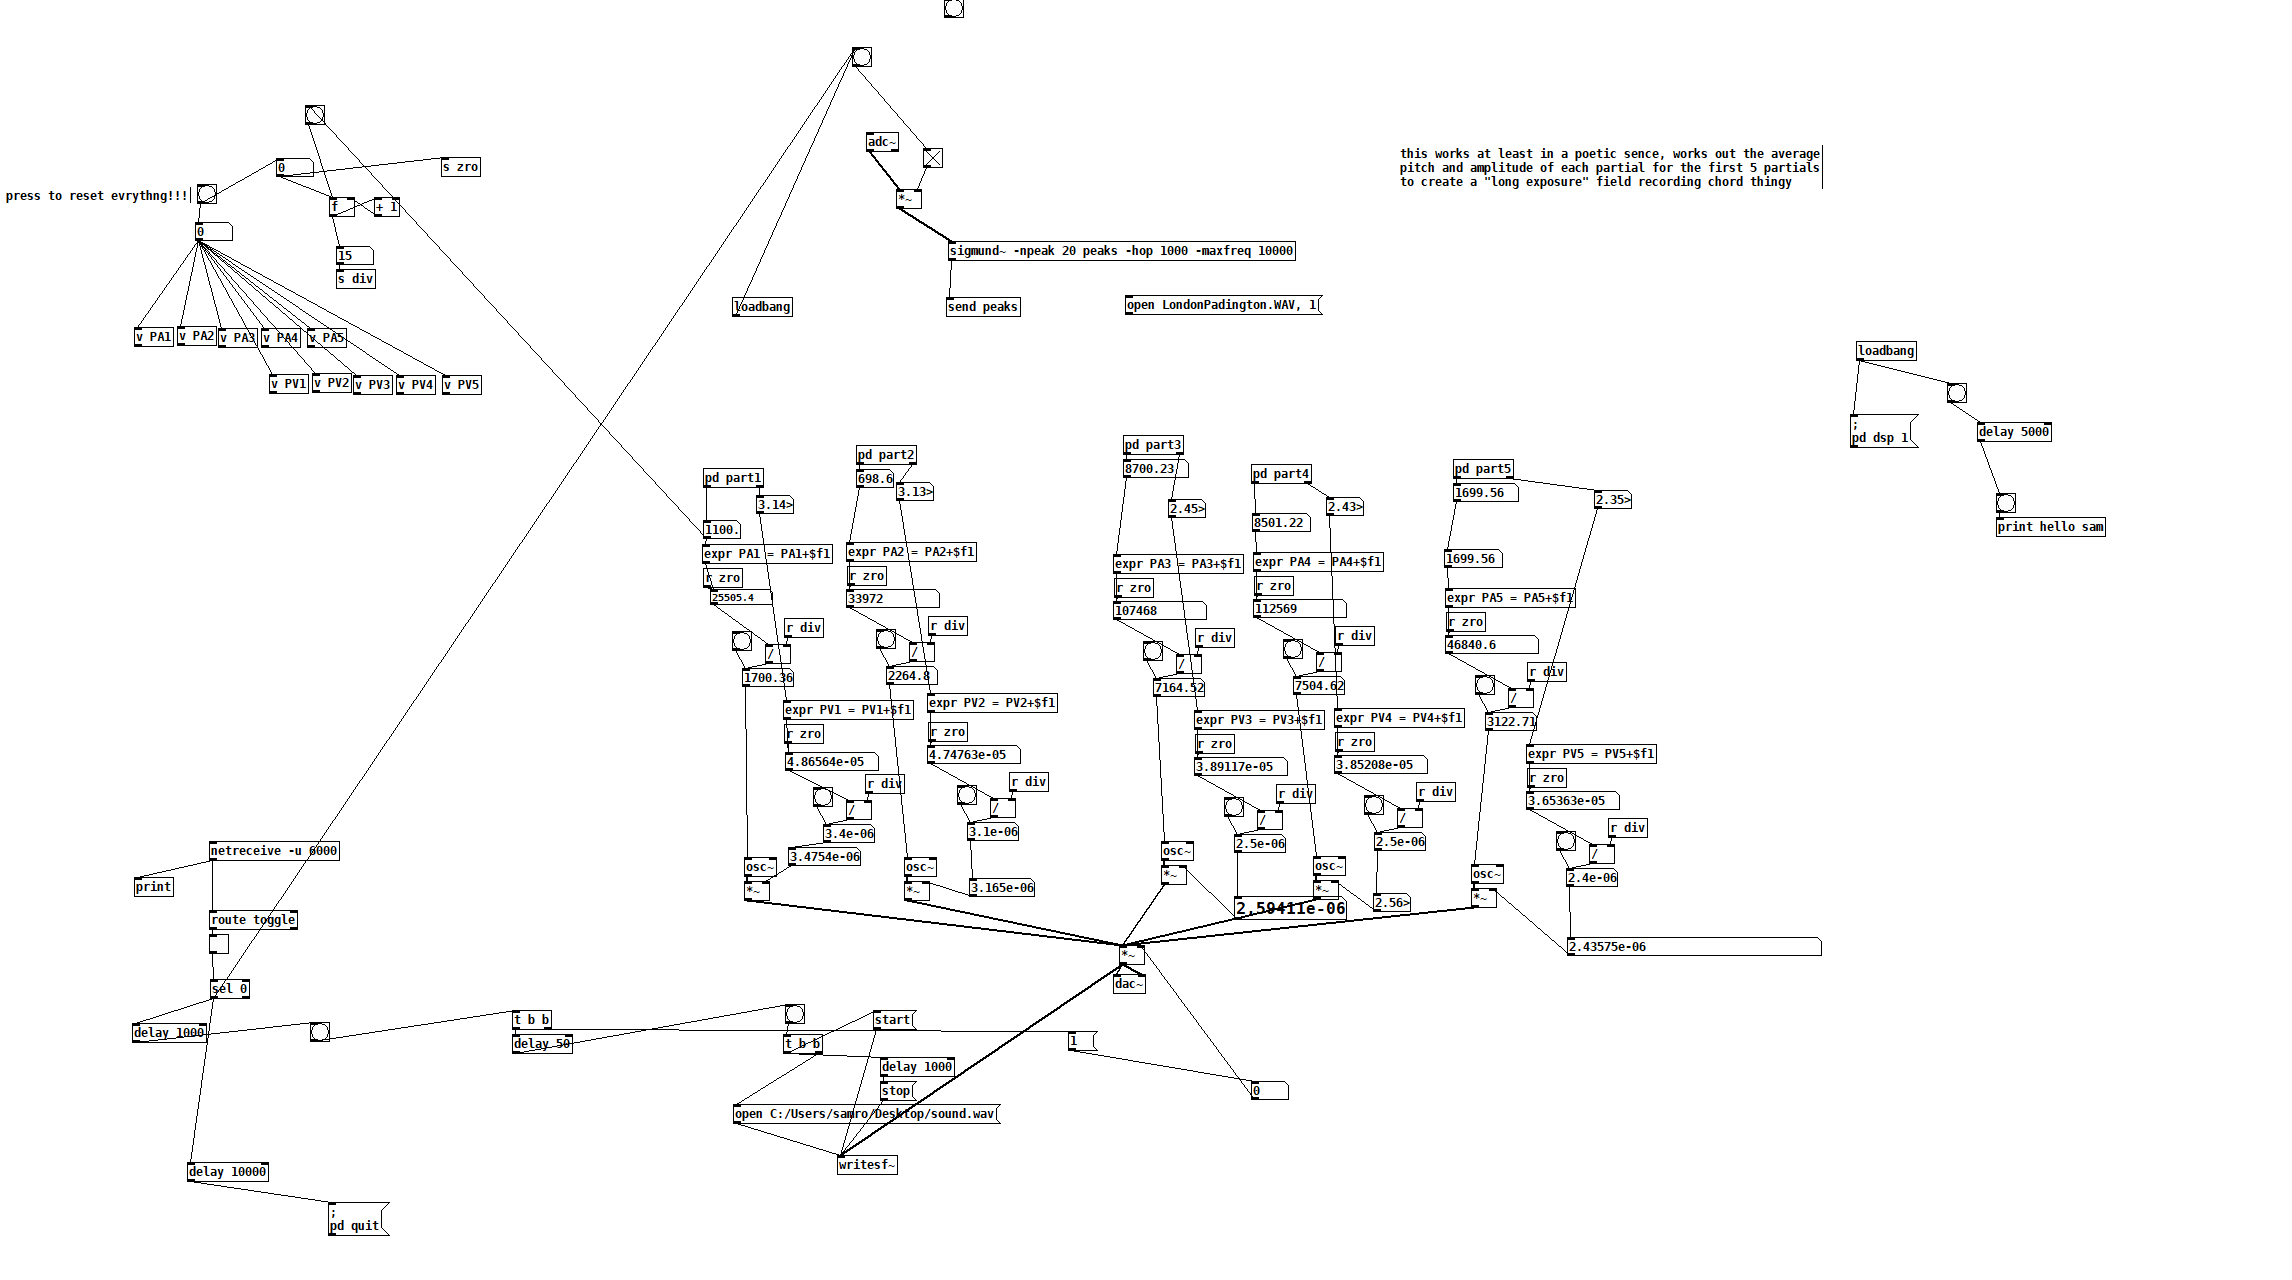 adc~
this works at least in a poetic sence, works out the average
pitch and amplitude of each partial for the first 5 partials
to create a "long exposure" field recording chord thingy
0
s zro
press to reset evrythng!!!
f
+ 1
*~
0
15
s div
sigmund~ -npeak 20 peaks -hop 1000 -maxfreq 10000
loadbang
send peaks
open LondonPadington.WAV, 1
v PA1
v PA2
v PA3
v PA4
v PA5
v PV1
v PV2
v PV3
v PV4
v PV5
loadbang
;
pd dsp 1
delay 5000
print hello sam
pd part1
3.14>
1100.
expr PA1 = PA1+$f1
r zro
25505.4
r div
/
1700.36
expr PV1 = PV1+$f1
r zro
4.86564e-05
r div
/
3.4e-06
3.4754e-06
osc~
*~
pd part2
698.6
3.13>
expr PA2 = PA2+$f1
r zro
33972
r div
/
2264.8
expr PV2 = PV2+$f1
r zro
4.74763e-05
r div
/
3.1e-06
osc~
*~
3.165e-06
pd part3
8700.23
2.45>
expr PA3 = PA3+$f1
r zro
107468
r div
/
7164.52
expr PV3 = PV3+$f1
r zro
3.89117e-05
r div
/
2.5e-06
osc~
*~
2.59411e-06
pd part4
2.43>
8501.22
expr PA4 = PA4+$f1
r zro
112569
r div
/
7504.62
expr PV4 = PV4+$f1
r zro
3.85208e-05
r div
/
2.5e-06
osc~
*~
2.56>
pd part5
1699.56
2.35>
1699.56
expr PA5 = PA5+$f1
r zro
46840.6
r div
/
3122.71
expr PV5 = PV5+$f1
r zro
3.65363e-05
r div
/
2.4e-06
osc~
*~
2.43575e-06
*~
dac~
netreceive -u 6000
print
route toggle
sel 0
delay 1000
t b b
delay 50
t b b
start
delay 1000
stop
open C:/Users/samro/Desktop/sound.wav
writesf~
1
0
delay 10000
;
pd quit